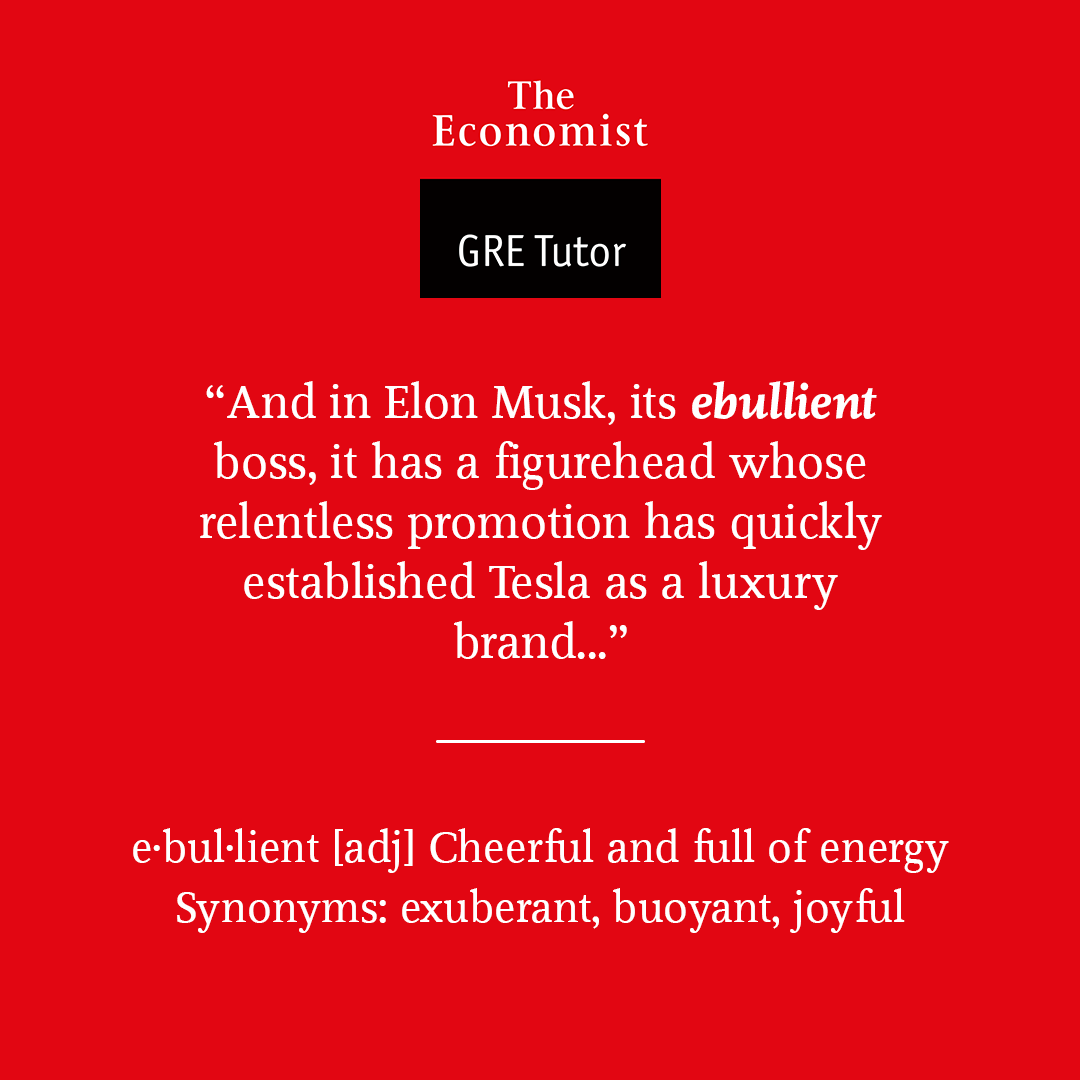 The
Economist
GRE Tutor
“And in Elon Musk, its ebullient
boss, it has a figurehead whose
relentless promotion has quickly
established Tesla as a luxury
brand...”
e·bul·lient [adj] Cheerful and full of energy
Synonyms: exuberant, buoyant, joyful